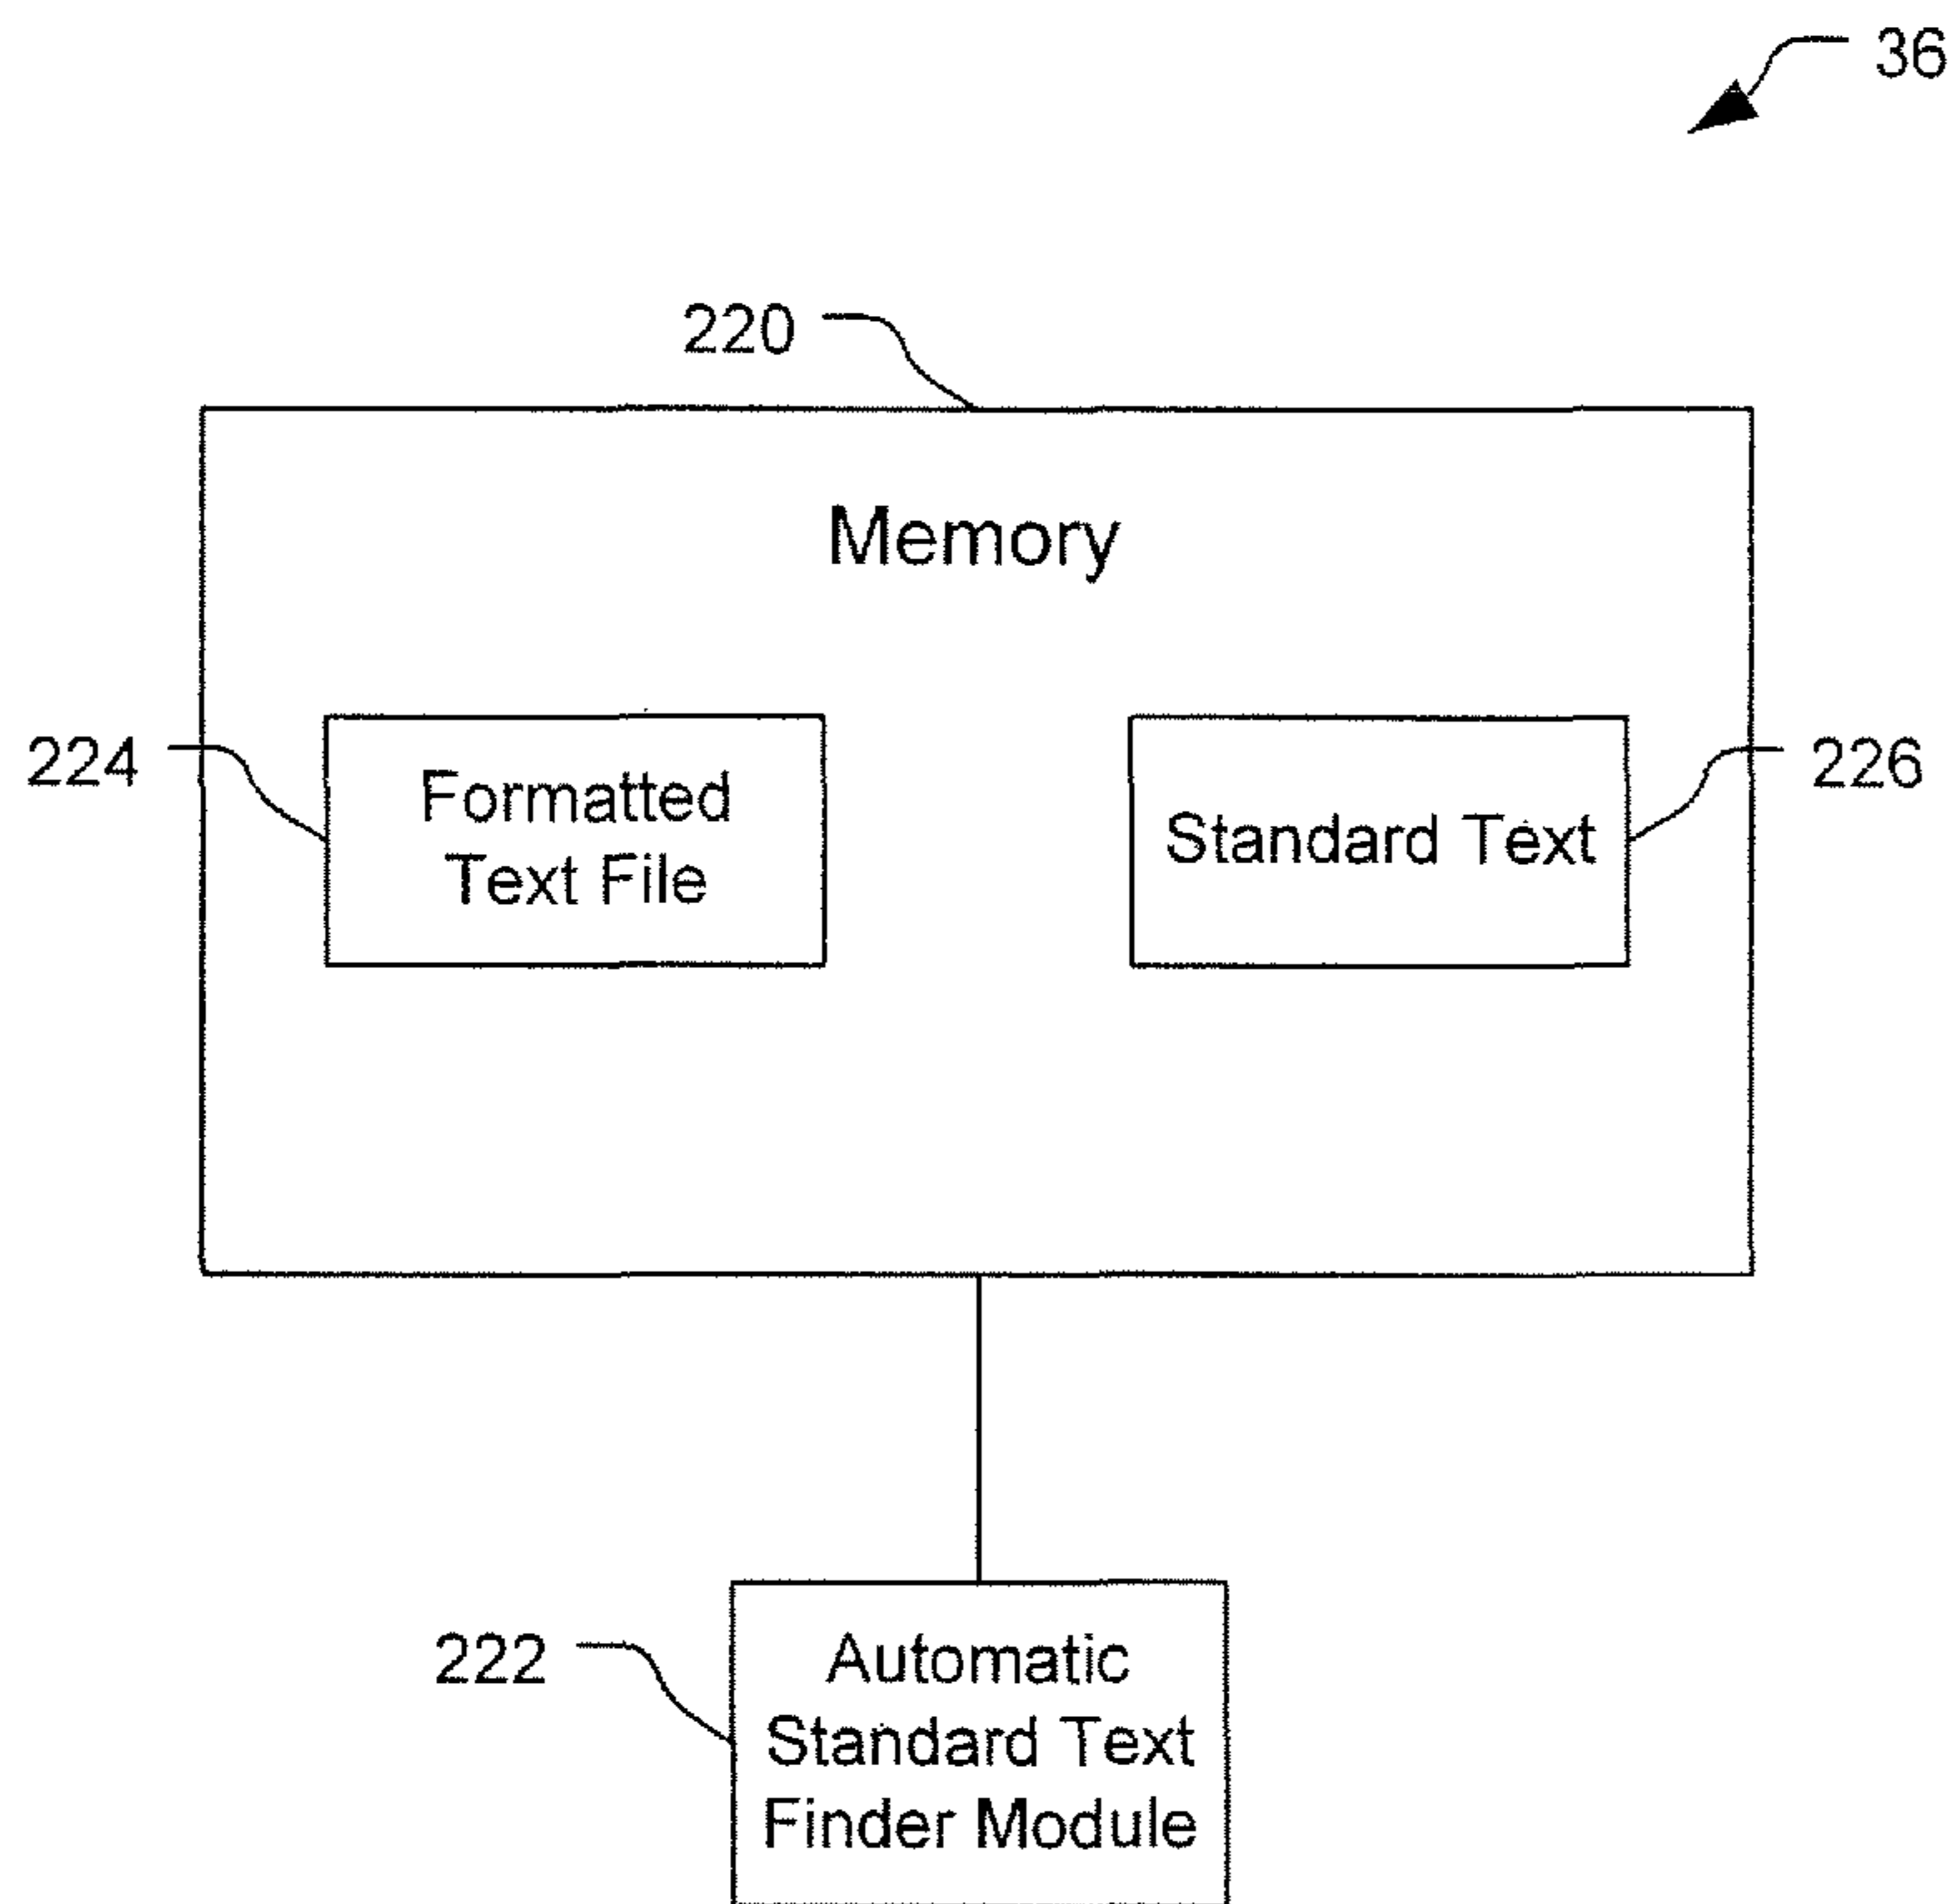 36
220
Memory
224
Formatted
Text File
Standard Text
226
222
Automatic
Standard Text
Finder Module